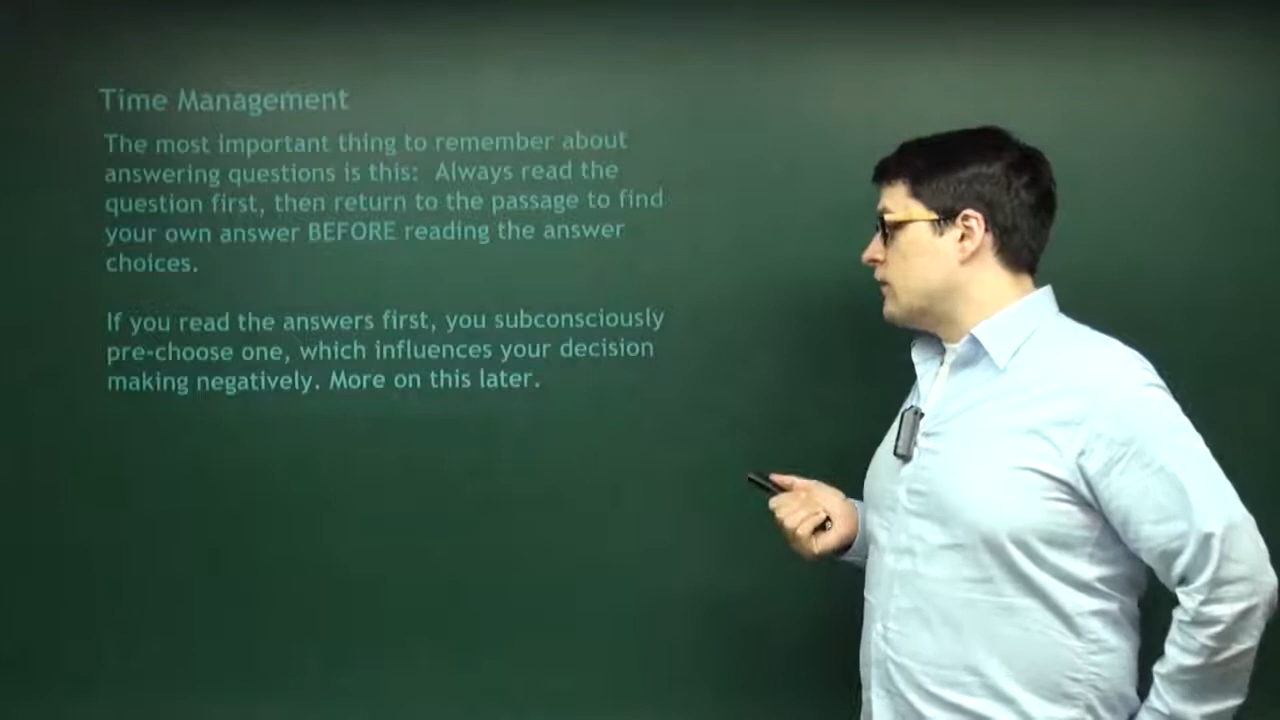 Time Management
The most important thing to remember about
answering questions is this: Always read the
question first, then return to the passage to find
your own answer BEFORE reading the answer
choices.
If you read the answers first, you subconsciously
pre-choose one, which influences your decision
making negatively. More on this later.